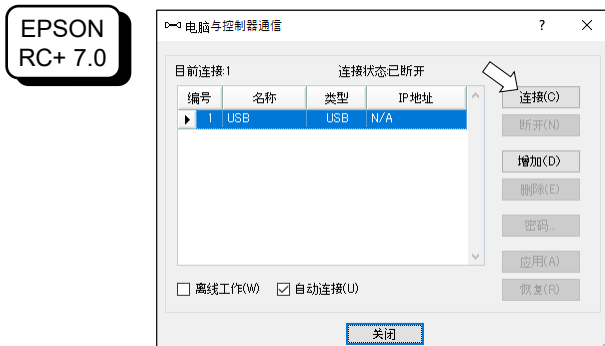 EPSON
RC+ 7.0
电脑与控制器通信
目前连接:1 连接状态:已断开
编号 名称 类型 IP地址
1 USB USB N/A
连接(C)
断开(N)
增加(D)
删除(E)
密码...
应用(A)
恢复(R)
离线工作(W) 自动连接(U)
关闭